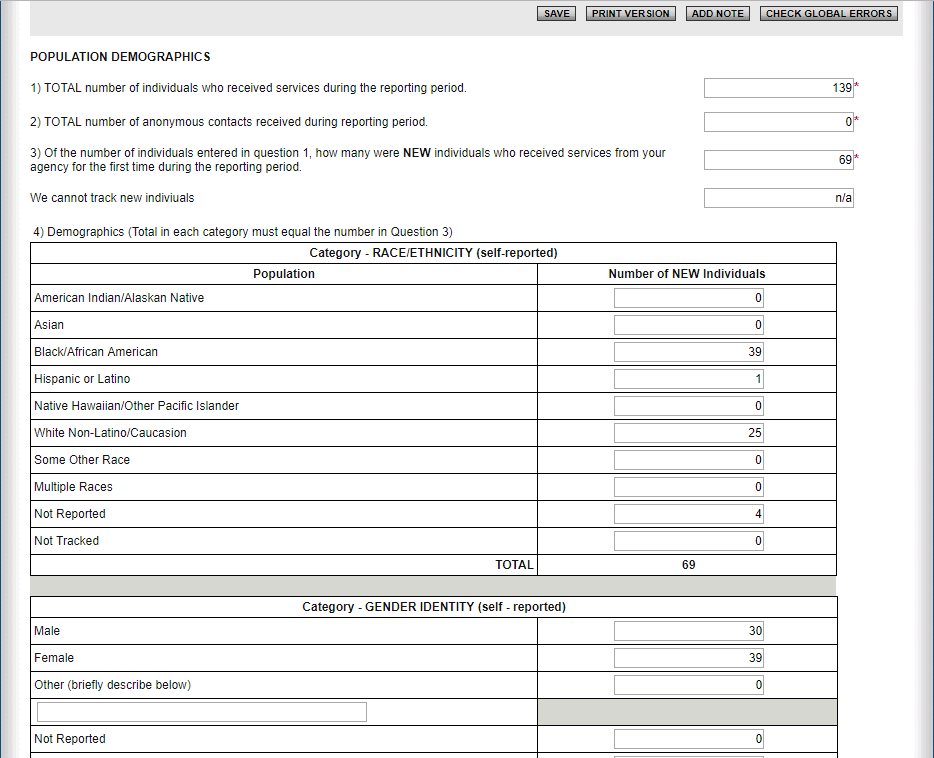 SAVE PRINT VERSION ADD NOTE CHECK GLOBAL ERRORS
POPULATION DEMOGRAPHICS
1) TOTAL number of individuals who received services during the reporting period. 139*
2) TOTAL number of anonymous contacts received during reporting period. 0*
3) Of the number of individuals entered in question 1, how many were NEW individuals who received services from your
agency for the first time during the reporting period. 69*
We cannot track new indiviuals n/a
4) Demographics (Total in each category must equal the number in Question 3)
Category - RACE/ETHNICITY (self-reported)
Population Number of NEW Individuals
American Indian/Alaskan Native 0
Asian 0
Black/African American 39
Hispanic or Latino 1
Native Hawaiian/Other Pacific Islander 0
White Non-Latino/Caucasion 25
Some Other Race 0
Multiple Races 0
Not Reported 4
Not Tracked 0
TOTAL 69
Category - GENDER IDENTITY (self - reported)
Male 30
Female 39
Other (briefly describe below) 0
Not Reported 0